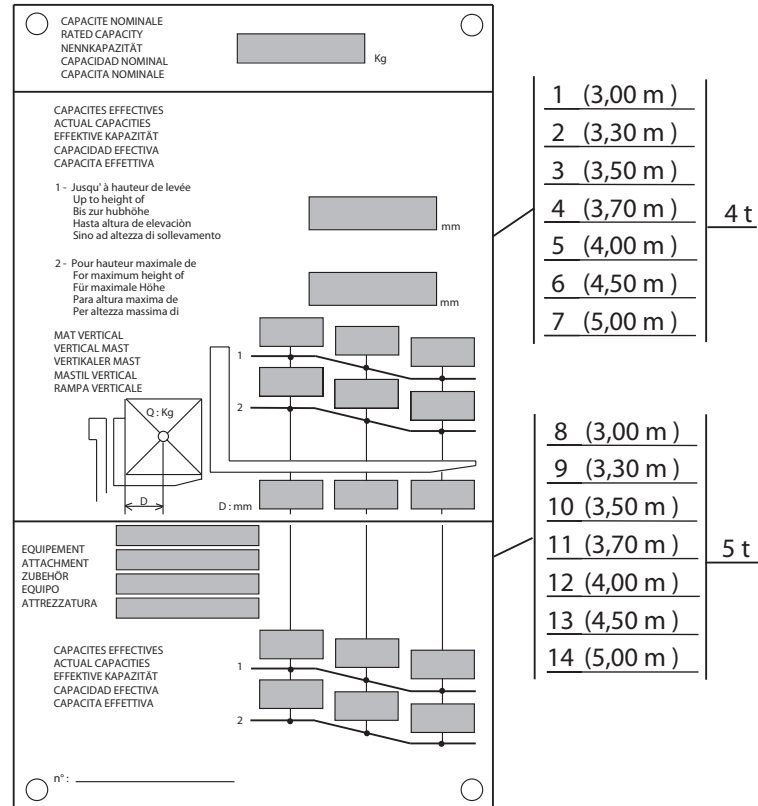 CAPACITE NOMINALE
RATED CAPACITY
NENNKAPAZITÄT
CAPACIDAD NOMINAL
CAPACITA NOMINALE
Kg
CAPACITES EFFECTIVES
ACTUAL CAPACITIES
EFFEKTIVE KAPAZITÄT
CAPACIDAD EFECTIVA
CAPACITA EFFETTIVA
1 - Jusqu' à hauteur de levée
Up to height of
Bis zur hubhöhe
Hasta altura de elevaciòn
Sino ad altezza di sollevamento
mm
2 - Pour hauteur maximale de
For maximum height of
Für maximale Höhe
Para altura maxima de
Per altezza massima di
mm
MAT VERTICAL
VERTICAL MAST
VERTIKALER MAST
MASTIL VERTICAL
RAMPA VERTICALE
1
2
Q : Kg
D
D : mm
EQUIPEMENT
ATTACHMENT
ZUBEHÖR
EQUIPO
ATTREZZATURA
CAPACITES EFFECTIVES
ACTUAL CAPACITIES
EFFEKTIVE KAPAZITÄT
CAPACIDAD EFECTIVA
CAPACITA EFFETTIVA
1
2
n° :
1 (3,00 m )
2 (3,30 m )
3 (3,50 m )
4 (3,70 m )
5 (4,00 m )
6 (4,50 m )
7 (5,00 m )
4 t
8 (3,00 m )
9 (3,30 m )
10 (3,50 m )
11 (3,70 m )
12 (4,00 m )
13 (4,50 m )
14 (5,00 m )
5 t